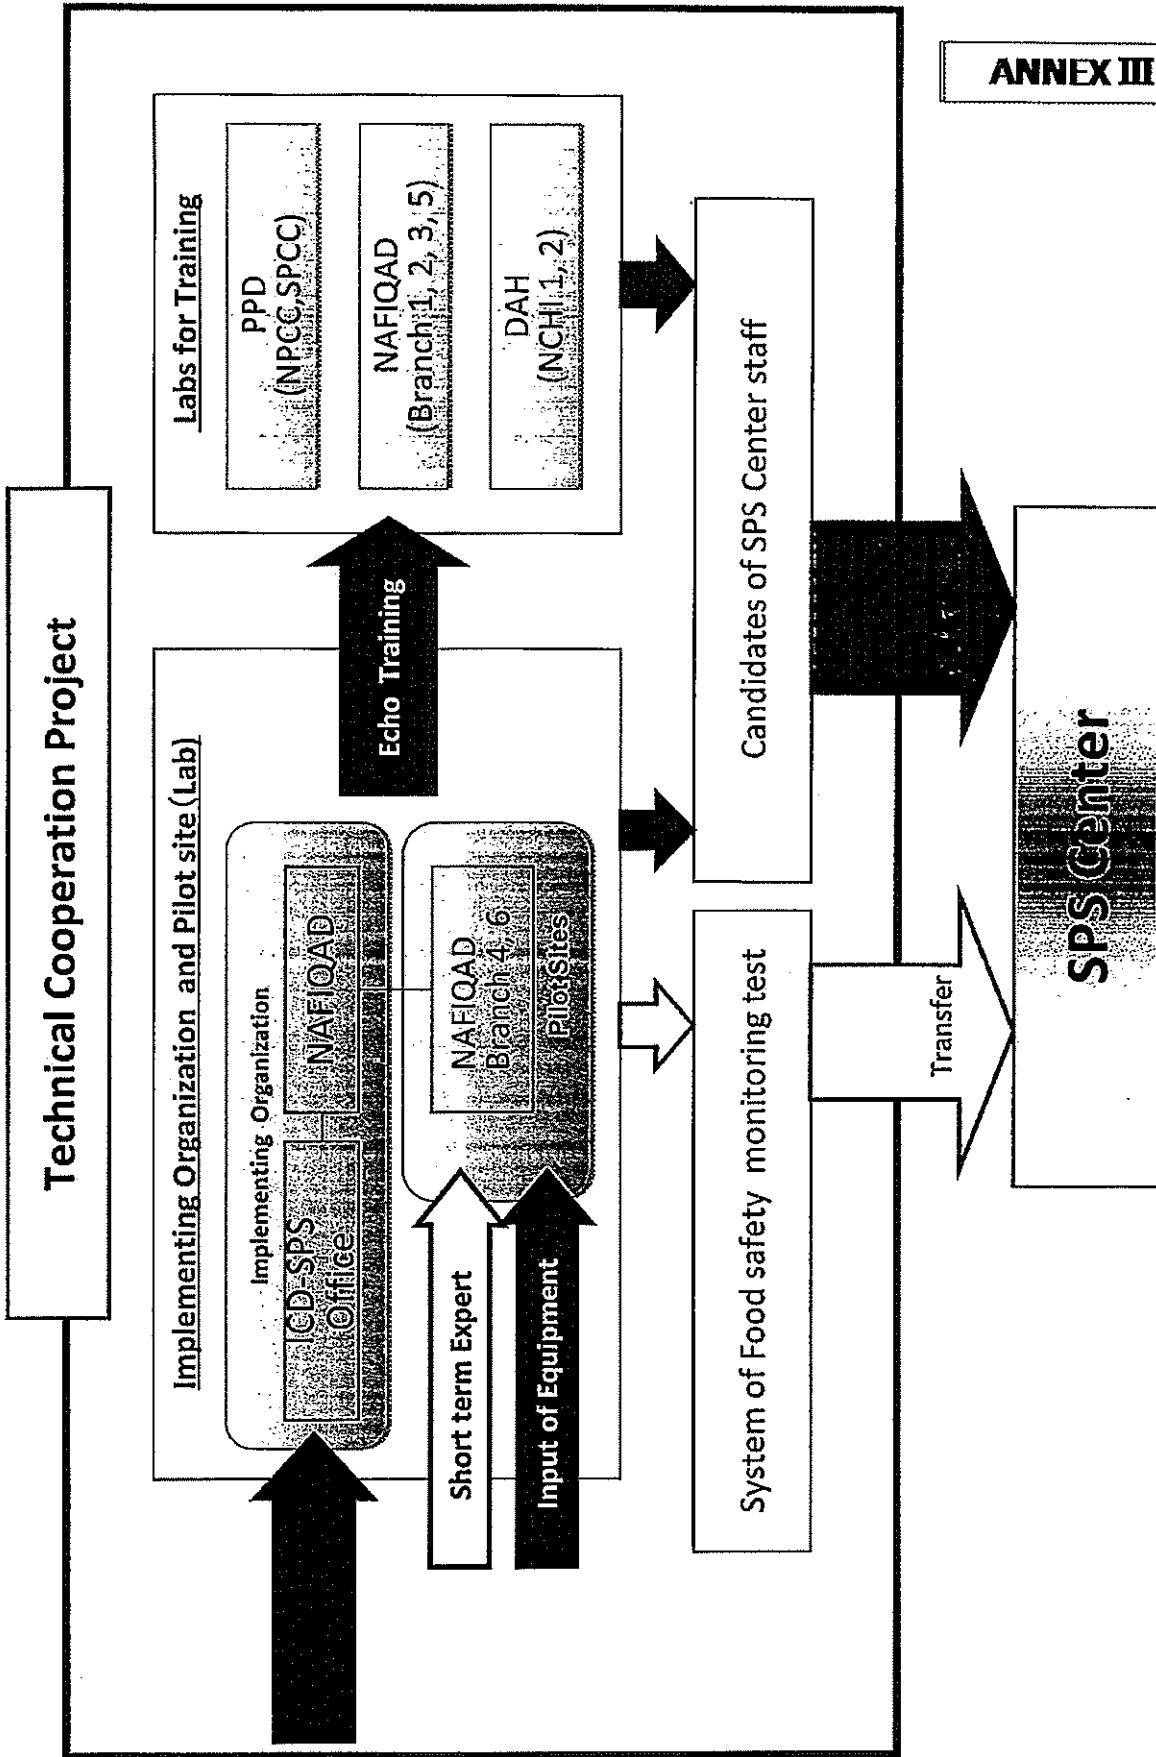 ANNEX III
Technical Cooperation Project
Implementing Organization and Pilot site(Lab)
Implementing Organization
ICD-SPS
Office
NAFIQAD
NAFIQAD
Branch 4, 6
Pilot Sites
Short term Expert
Input of Equipment
Echo Training
Labs for Training
PPD
(NPCC,SPCC)
NAFIQAD
(Branch 1, 2, 3, 5)
DAH
(NCHI 1, 2)
System of Food safety monitoring test
Candidates of SPS Center staff
Transfer
SPS Center